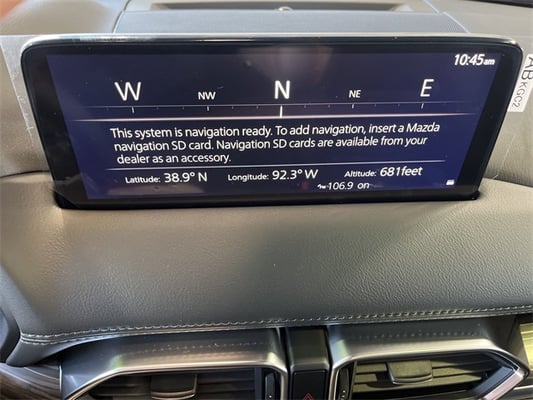 10:45am
W NW N NE E
This system is navigation ready. To add navigation, insert a Mazda
navigation SD card. Navigation SD cards are available from your
dealer as an accessory.
Latitude: 38.9° N Longitude: 92.3° W Altitude: 681feet
106.9 on
AB
KGC2